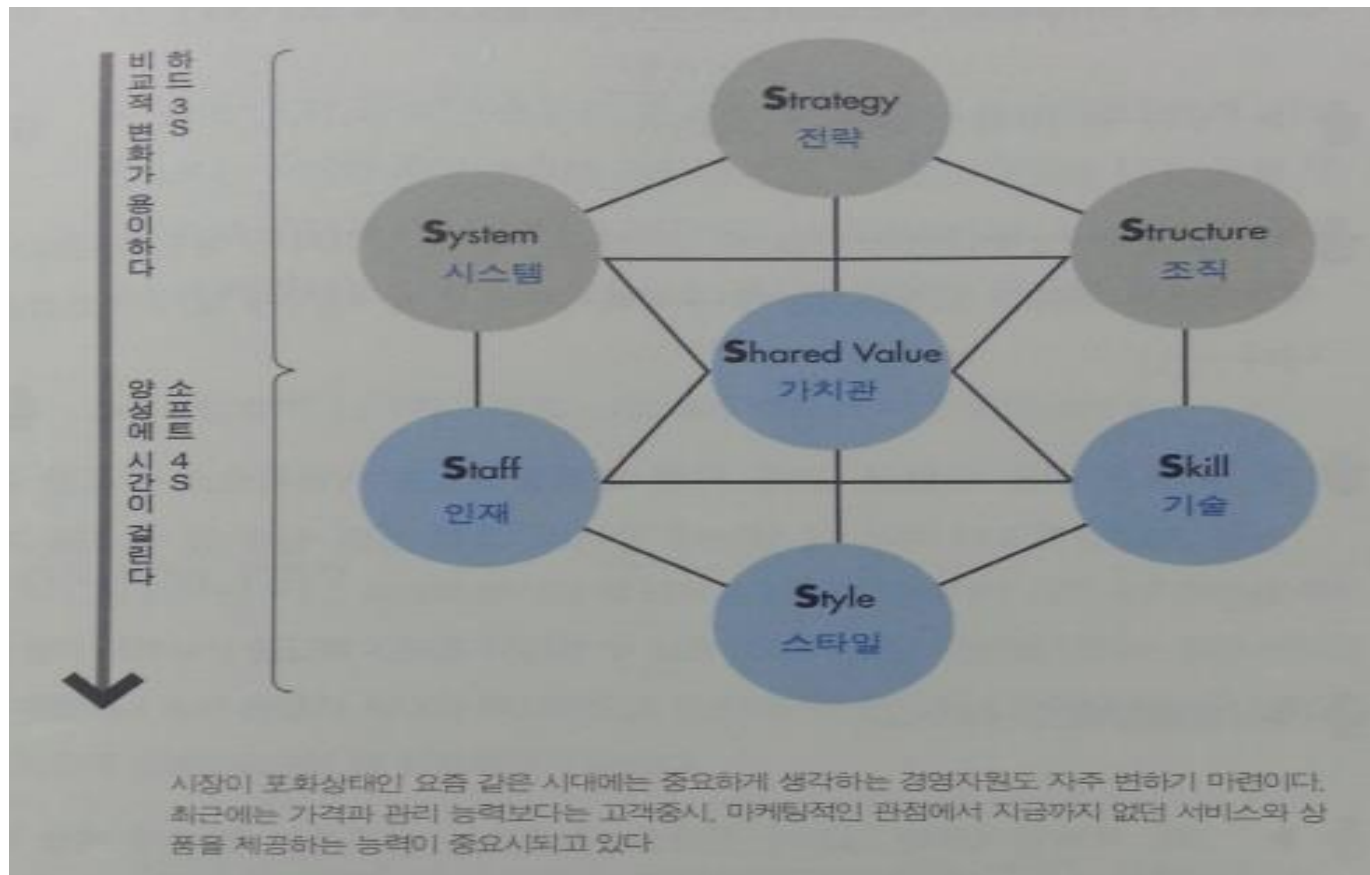 하드 3S
비교적 변화가 용이하다
소프트 4S
양성에 시간이 걸린다
Strategy
전략
System
시스템
Structure
조직
Shared Value
가치관
Staff
인재
Skill
기술
Style
스타일
시장이 포화상태인 요즘 같은 시대에는 중요하게 생각하는 경영자원도 자주 변하기 마련이다.
최근에는 가격과 관리 능력보다는 고객중시, 마케팅적인 관점에서 지금까지 없던 서비스와 상
품을 제공하는 능력이 중요시되고 있다